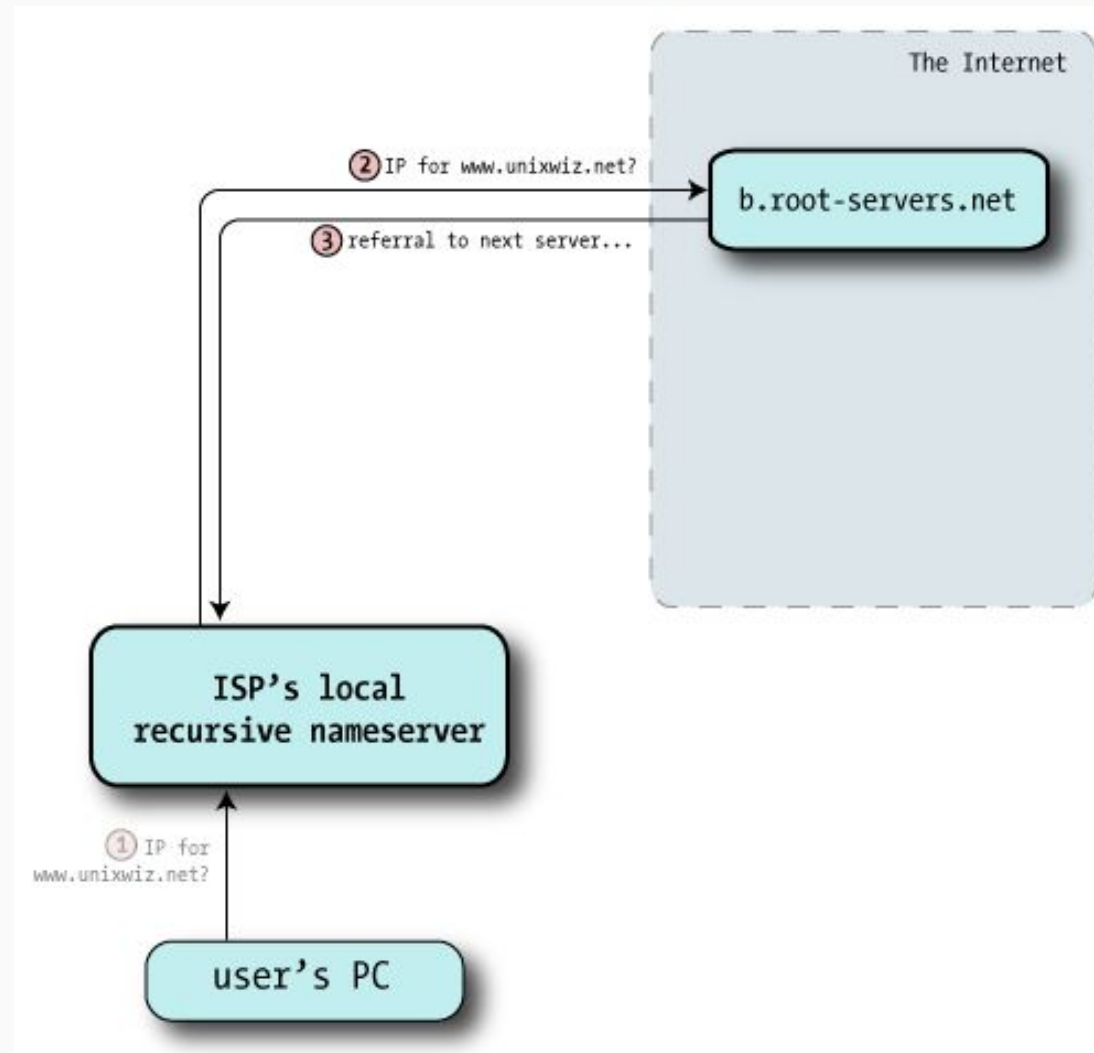 The Internet
② IP for www.unixwiz.net?
b.root-servers.net
③ referral to next server...
ISP's local
recursive nameserver
① IP for
www.unixwiz.net?
user's PC